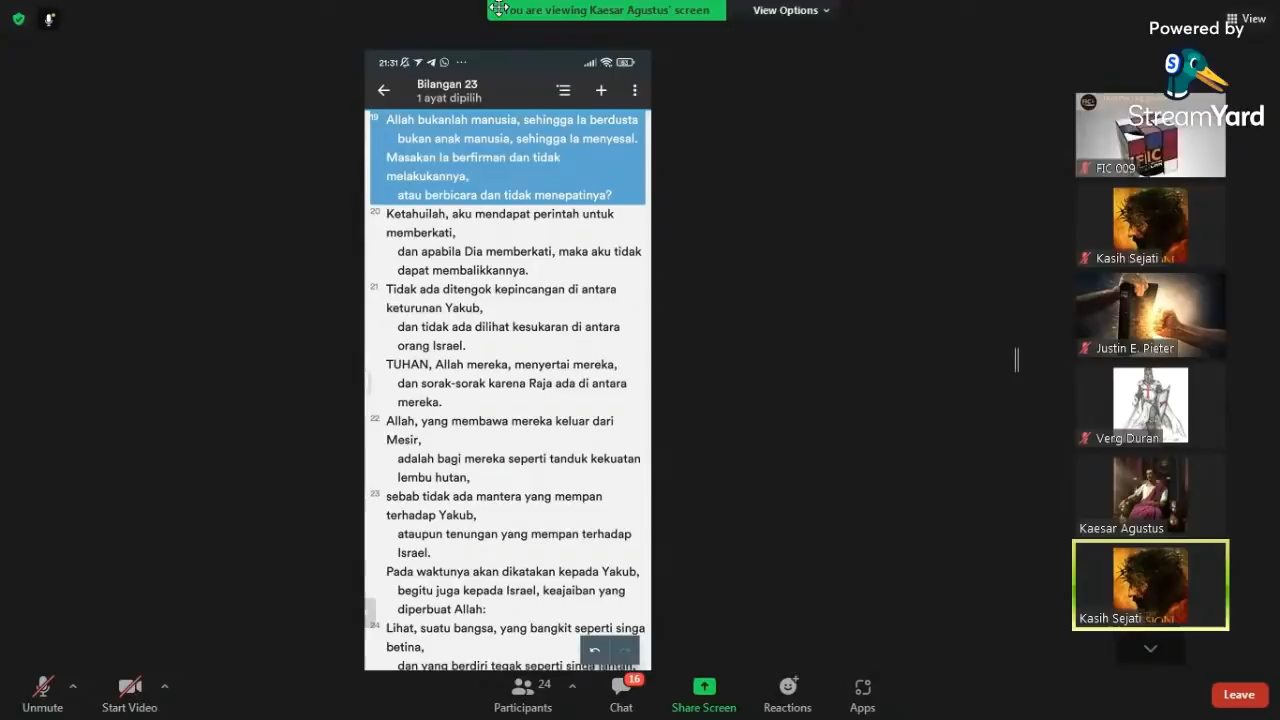 You are viewing Kaesar Agustus' screen
View Options
View
Powered by
StreamYard
21:31
Bilangan 23
1 ayat dipilih
19 Allah bukanlah manusia, sehingga Ia berdusta
bukan anak manusia, sehingga Ia menyesal.
Masakan Ia berfirman dan tidak
melakukannya,
atau berbicara dan tidak menepatinya?
20 Ketahuilah, aku mendapat perintah untuk
memberkati,
dan apabila Dia memberkati, maka aku tidak
dapat membalikkannya.
21 Tidak ada ditengok kepincangan di antara
keturunan Yakub,
dan tidak ada dilihat kesukaran di antara
orang Israel.
TUHAN, Allah mereka, menyertai mereka,
dan sorak-sorak karena Raja ada di antara
mereka.
22 Allah, yang membawa mereka keluar dari
Mesir,
adalah bagi mereka seperti tanduk kekuatan
lembu hutan,
23 sebab tidak ada mantera yang mempan
terhadap Yakub,
ataupun tenungan yang mempan terhadap
Israel.
Pada waktunya akan dikatakan kepada Yakub,
begitu juga kepada Israel, keajaiban yang
diperbuat Allah:
24 Lihat, suatu bangsa, yang bangkit seperti singa
betina,
dan yang berdiri tegak seperti singa jantan,
FIC 009
Kasih Sejati
Justin E. Pieter
Verg Duran
Kaesar Agustus
Kasih Sejati
Unmute
Start Video
24
Participants
16
Chat
Share Screen
Reactions
Apps
Leave